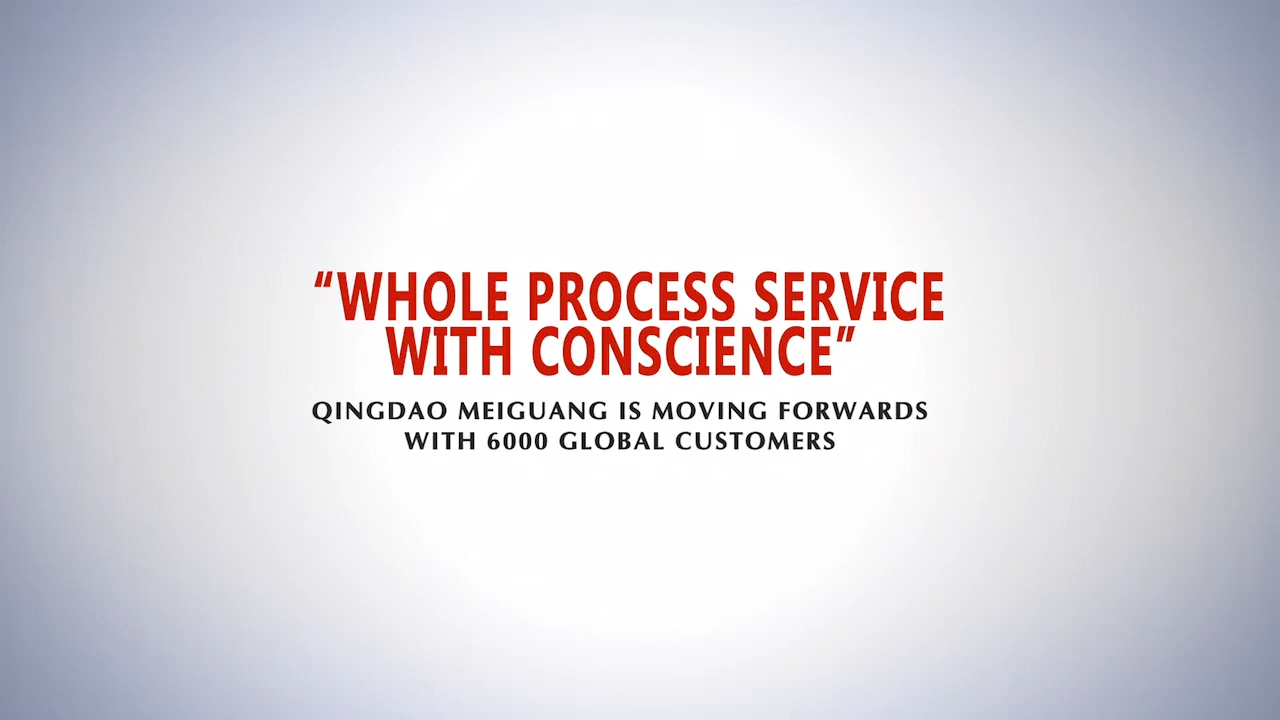 “WHOLE PROCESS SERVICE
WITH CONSCIENCE”
QINGDAO MEIGUANG IS MOVING FORWARDS
WITH 6000 GLOBAL CUSTOMERS